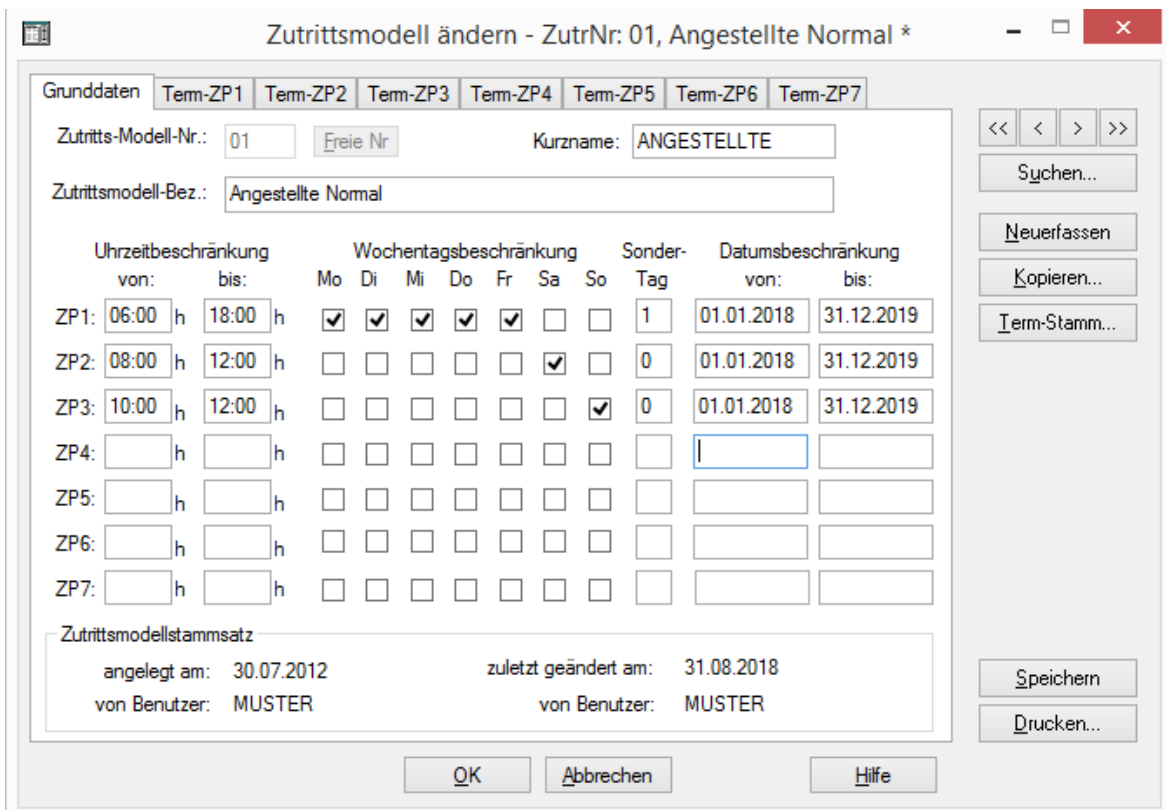 Zutrittsmodell ändern - ZutrNr: 01, Angestellte Normal *
Grunddaten Term-ZP1 Term-ZP2 Term-ZP3 Term-ZP4 Term-ZP5 Term-ZP6 Term-ZP7
Zutritts-Modell-Nr.: 01 Freie Nr Kurzname: ANGESTELLTE
Zutrittsmodell-Bez.: Angestellte Normal
Uhrzeitbeschränkung Wochentagsbeschränkung Sonder- Datumsbeschränkung
von: bis: Mo Di Mi Do Fr Sa So Tag von: bis:
ZP1: 06:00 h 18:00 h 1 01.01.2018 31.12.2019
ZP2: 08:00 h 12:00 h 0 01.01.2018 31.12.2019
ZP3: 10:00 h 12:00 h 0 01.01.2018 31.12.2019
ZP4: h h
ZP5: h h
ZP6: h h
ZP7: h h
Zutrittsmodellstammsatz
angelegt am: 30.07.2012 zuletzt geändert am: 31.08.2018
von Benutzer: MUSTER von Benutzer: MUSTER
<< < > >>
Suchen...
Neuerfassen
Kopieren...
Term-Stamm...
Speichern
Drucken...
OK Abbrechen Hilfe